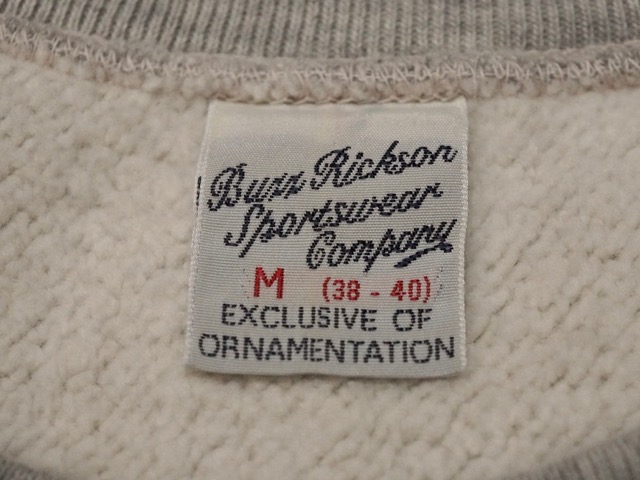 Buzz Rickson
Sportswear
Company
M (38 - 40)
EXCLUSIVE OF
ORNAMENTATION